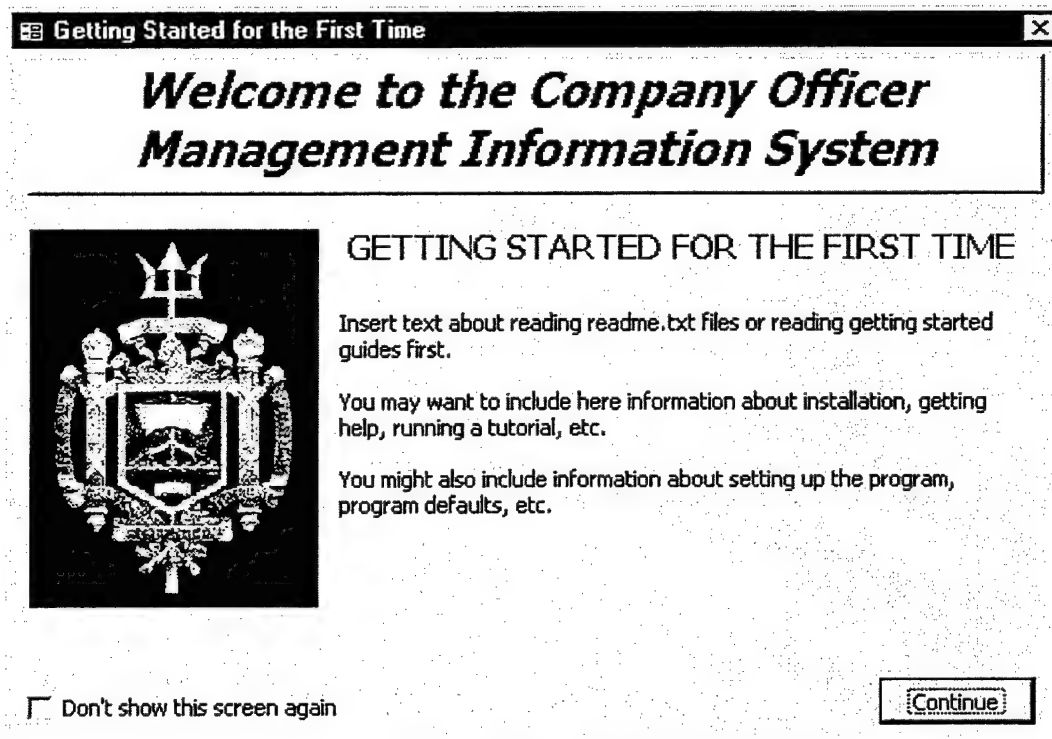 Getting Started for the First Time
Welcome to the Company Officer
Management Information System
GETTING STARTED FOR THE FIRST TIME
Insert text about reading readme.txt files or reading getting started
guides first.
You may want to include here information about installation, getting
help, running a tutorial, etc.
You might also include information about setting up the program,
program defaults, etc.
Don't show this screen again
Continue